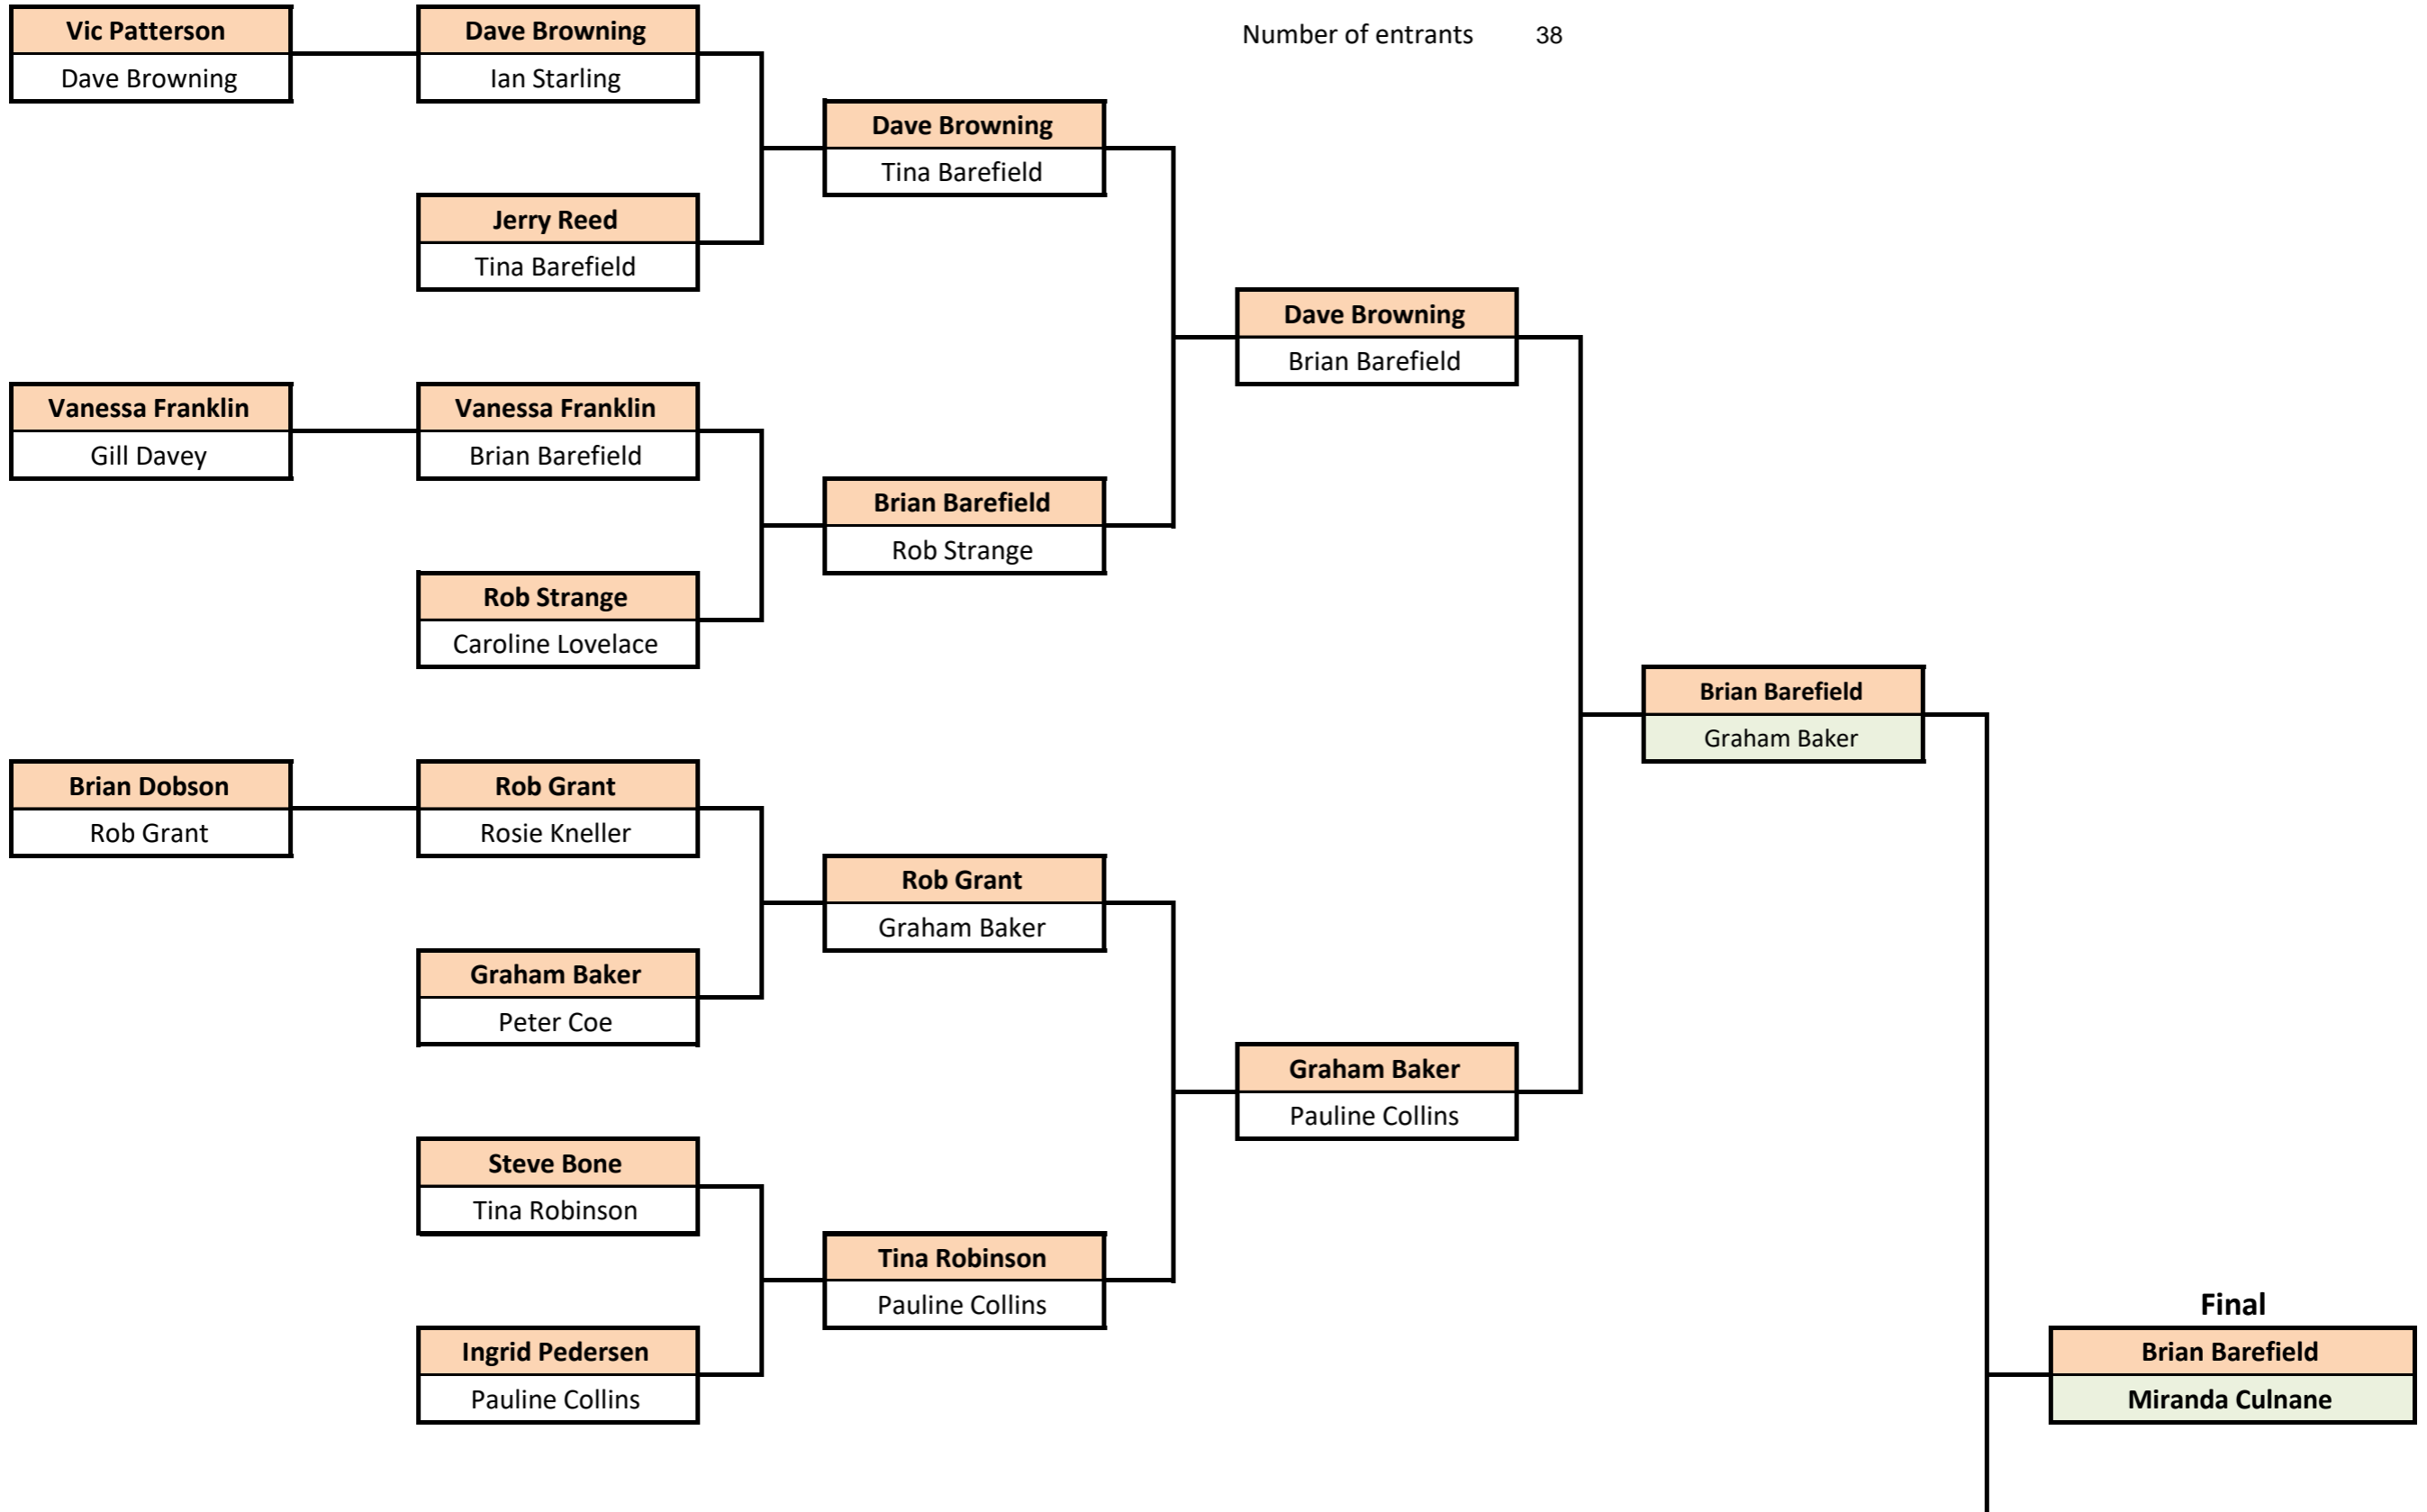 Vic Patterson
Dave Browning
Dave Browning
Ian Starling
Number of entrants 38
Dave Browning
Tina Barefield
Jerry Reed
Tina Barefield
Dave Browning
Brian Barefield
Vanessa Franklin
Gill Davey
Vanessa Franklin
Brian Barefield
Brian Barefield
Rob Strange
Rob Strange
Caroline Lovelace
Brian Barefield
Graham Baker
Brian Dobson
Rob Grant
Rob Grant
Rosie Kneller
Rob Grant
Graham Baker
Graham Baker
Peter Coe
Graham Baker
Pauline Collins
Steve Bone
Tina Robinson
Tina Robinson
Pauline Collins
Ingrid Pedersen
Pauline Collins
Final
Brian Barefield
Miranda Culnane